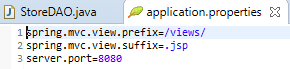 StoreDAO.java application.properties
1 spring.mvc.view.prefix=/views/
2 spring.mvc.view.suffix=.jsp
3 server.port=8080